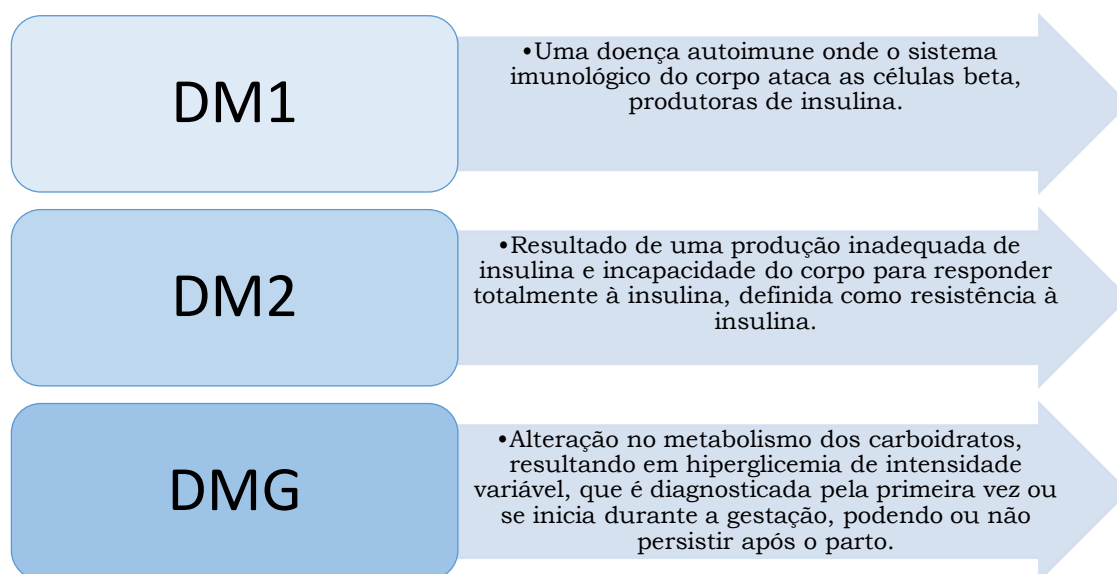 DM1
•Uma doença autoimune onde o sistema
imunológico do corpo ataca as células beta,
produtoras de insulina.
DM2
•Resultado de uma produção inadequada de
insulina e incapacidade do corpo para responder
totalmente à insulina, definida como resistência à
insulina.
DMG
•Alteração no metabolismo dos carboidratos,
resultando em hiperglicemia de intensidade
variável, que é diagnosticada pela primeira vez ou
se inicia durante a gestação, podendo ou não
persistir após o parto.